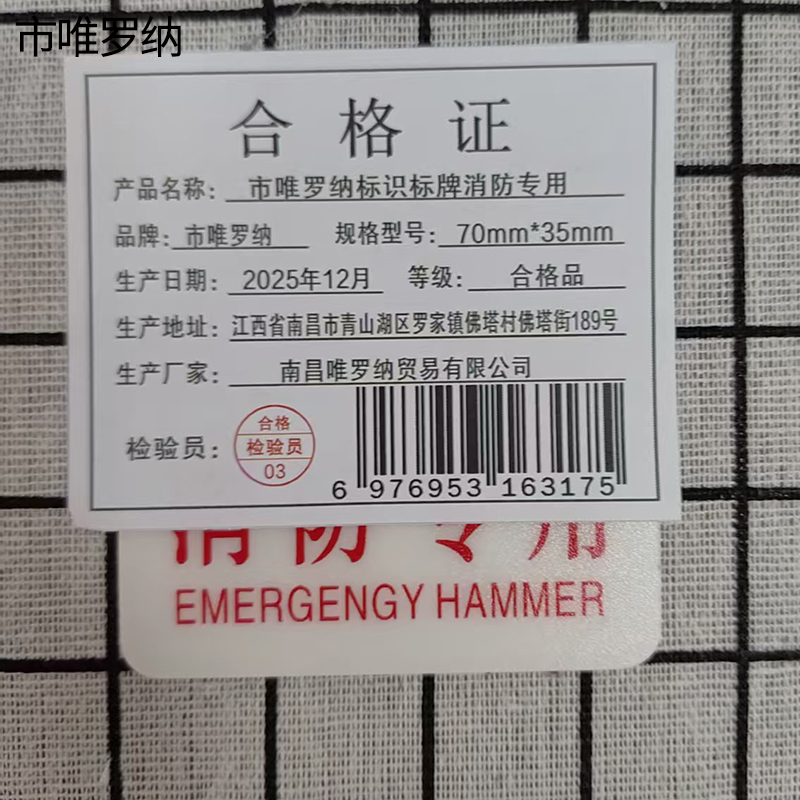 市唯罗纳
合格证
产品名称： 市唯罗纳标识标牌消防专用
品牌： 市唯罗纳 规格型号： 70mm*35mm
生产日期： 2025年12月 等级： 合格品
生产地址： 江西省南昌市青山湖区罗家镇佛塔村佛塔街189号
生产厂家： 南昌唯罗纳贸易有限公司
检验员：
合格
检验员
03
6 976953 163175
消防专用
EMERGENGY HAMMER